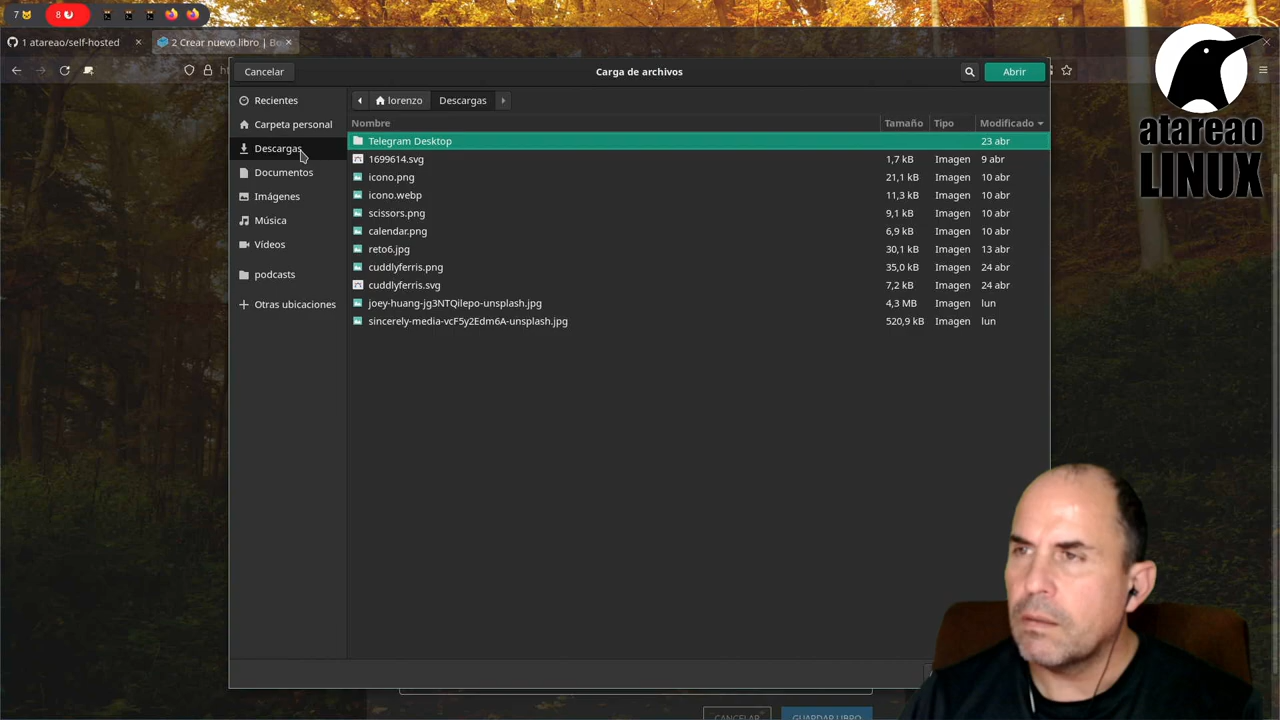 7 8
1 atareao/self-hosted 2 Crear nuevo libro | Bo
Cancelar Carga de archivos Abrir
Recientes
Carpeta personal
Descargas
Documentos
Imágenes
Música
Vídeos
podcasts
Otras ubicaciones
lorenzo Descargas
Nombre Tamaño Tipo Modificado
Telegram Desktop 23 abr
1699614.svg 1,7 kB Imagen 9 abr
icono.png 21,1 kB Imagen 10 abr
icono.webp 11,3 kB Imagen 10 abr
scissors.png 9,1 kB Imagen 10 abr
calendar.png 6,9 kB Imagen 10 abr
reto6.jpg 30,1 kB Imagen 13 abr
cuddlyferris.png 35,0 kB Imagen 24 abr
cuddlyferris.svg 7,2 kB Imagen 24 abr
joey-huang-jg3NTQilepo-unsplash.jpg 4,3 MB Imagen lun
sincerely-media-vcF5y2Edm6A-unsplash.jpg 520,9 kB Imagen lun
atareao
LINUX
CANCELAR GUARDAR LIBRO